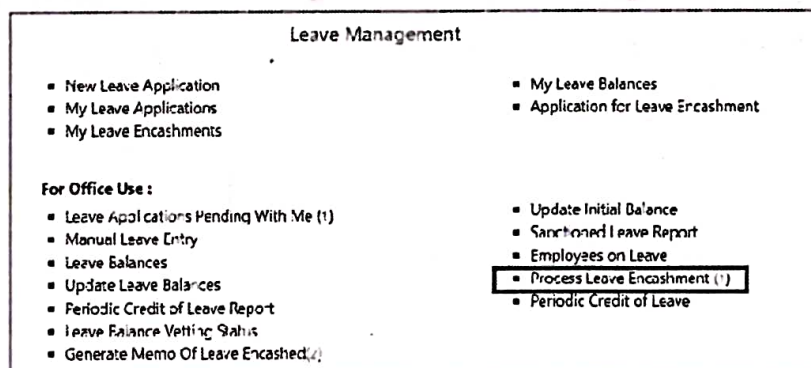 Leave Management
New Leave Application
My Leave Applications
My Leave Encashments
My Leave Balances
Application for Leave Encashment
For Office Use :
Leave Applications Pending With Me (1)
Manual Leave Entry
Leave Balances
Update Leave Balances
Periodic Credit of Leave Report
Leave Balance Vetting Status
Generate Memo Of Leave Encashed(2)
Update Initial Balance
Sanctioned Leave Report
Employees on Leave
Process Leave Encashment (1)
Periodic Credit of Leave